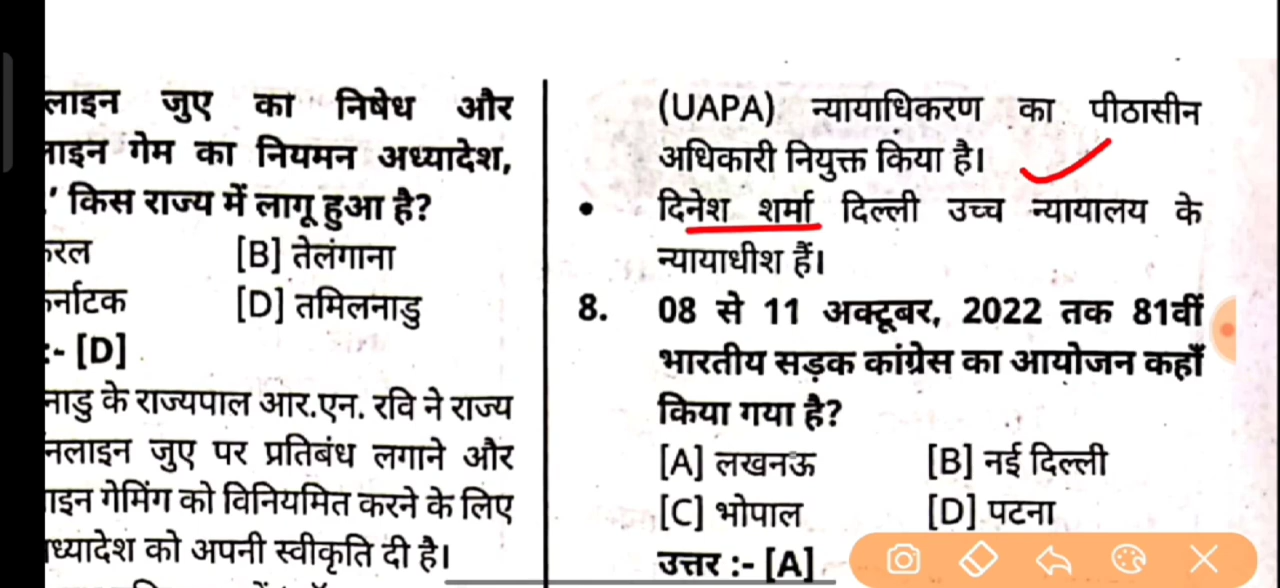 लाइन जुए का निषेध और
लाइन गेम का नियमन अध्यादेश,
' किस राज्य में लागू हुआ है?
रल [B] तेलंगाना
र्नाटक [D] तमिलनाडु
:- [D]
नाडु के राज्यपाल आर.एन. रवि ने राज्य
नलाइन जुए पर प्रतिबंध लगाने और
इन गेमिंग को विनियमित करने के लिए
ध्यादेश को अपनी स्वीकृति दी है।
(UAPA) न्यायाधिकरण का पीठासीन
अधिकारी नियुक्त किया है।
• दिनेश शर्मा दिल्ली उच्च न्यायालय के
न्यायाधीश हैं।
8. 08 से 11 अक्टूबर, 2022 तक 81वीं
भारतीय सड़क कांग्रेस का आयोजन कहाँ
किया गया है?
[A] लखनऊ [B] नई दिल्ली
[C] भोपाल [D] पटना
उत्तर :- [A]